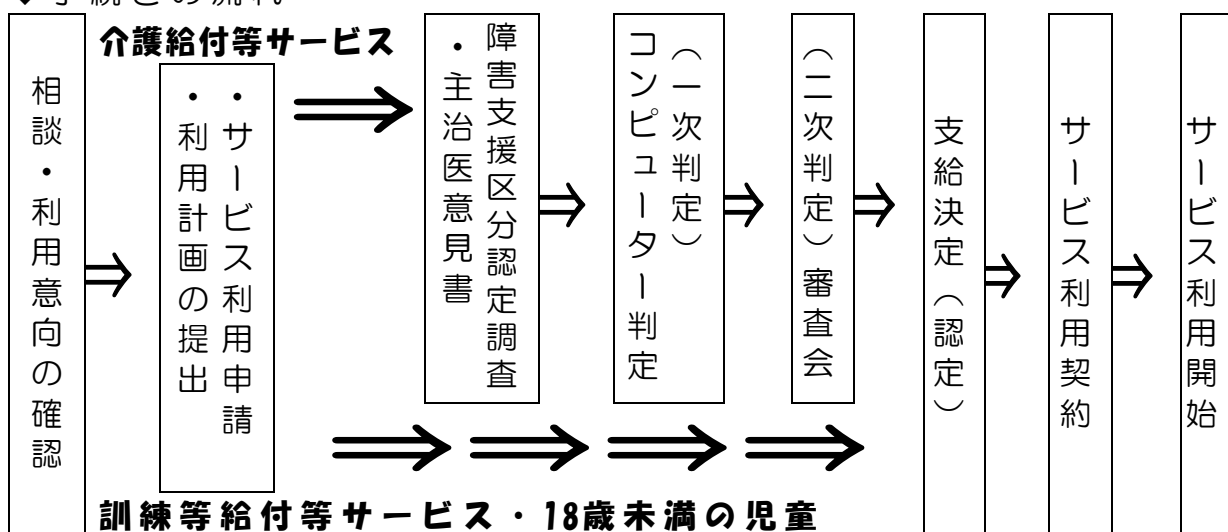 ◆手続きの流れ
介護給付等サービス
相談・利用意向の確認
・サービス利用申請
・利用計画の提出
障害支援区分認定調査
・主治医意見書
（一次判定）
コンピューター判定
（二次判定）審査会
支給決定（認定）
サービス利用契約
サービス利用開始
訓練等給付等サービス・18歳未満の児童